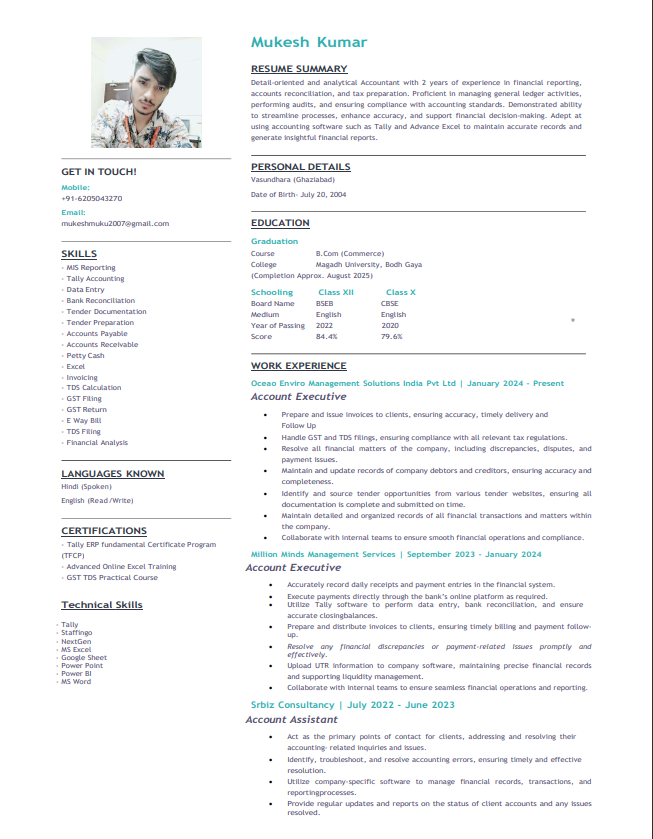 Mukesh Kumar
GET IN TOUCH!
Mobile:
+91-6205043270
Email:
mukeshmuku2007@gmail.com
SKILLS
- MIS Reporting
- Tally Accounting
- Data Entry
- Bank Reconciliation
- Tender Documentation
- Tender Preparation
- Accounts Payable
- Accounts Receivable
- Petty Cash
- Excel
- Invoicing
- TDS Calculation
- GST Filing
- GST Return
- E Way Bill
- TDS Filing
- Financial Analysis
LANGUAGES KNOWN
Hindi (Spoken)
English (Read/Write)
CERTIFICATIONS
- Tally ERP fundamental Certificate Program
(TFCP)
- Advanced Online Excel Training
- GST TDS Practical Course
Technical Skills
- Tally
- Staffingo
- NextGen
- MS Excel
- Google Sheet
- Power Point
- Power BI
- MS Word
RESUME SUMMARY
Detail-oriented and analytical Accountant with 2 years of experience in financial reporting,
accounts reconciliation, and tax preparation. Proficient in managing general ledger activities,
performing audits, and ensuring compliance with accounting standards. Demonstrated ability
to streamline processes, enhance accuracy, and support financial decision-making. Adept at
using accounting software such as Tally and Advance Excel to maintain accurate records and
generate insightful financial reports.
PERSONAL DETAILS
Vasundhara (Ghaziabad)
Date of Birth- July 20, 2004
EDUCATION
Graduation
Course B.Com (Commerce)
College Magadh University, Bodh Gaya
(Completion Approx. August 2025)
Schooling Class XII Class X
Board Name BSEB CBSE
Medium English English
Year of Passing 2022 2020
Score 84.4% 79.6%
WORK EXPERIENCE
Oceao Enviro Management Solutions India Pvt Ltd | January 2024 - Present
Account Executive
• Prepare and issue invoices to clients, ensuring accuracy, timely delivery and
Follow Up
• Handle GST and TDS filings, ensuring compliance with all relevant tax regulations.
• Resolve all financial matters of the company, including discrepancies, disputes, and
payment issues.
• Maintain and update records of company debtors and creditors, ensuring accuracy and
completeness.
• Identify and source tender opportunities from various tender websites, ensuring all
documentation is complete and submitted on time.
• Maintain detailed and organized records of all financial transactions and matters within
the company.
• Collaborate with internal teams to ensure smooth financial operations and compliance.
Million Minds Management Services | September 2023 - January 2024
Account Executive
• Accurately record daily receipts and payment entries in the financial system.
• Execute payments directly through the bank's online platform as required.
• Utilize Tally software to perform data entry, bank reconciliation, and ensure
accurate closingbalances.
• Prepare and distribute invoices to clients, ensuring timely billing and payment follow-
up.
• Resolve any financial discrepancies or payment-related issues promptly and
effectively.
• Upload UTR information to company software, maintaining precise financial records
and supporting liquidity management.
• Collaborate with internal teams to ensure seamless financial operations and reporting.
Srbiz Consultancy | July 2022 - June 2023
Account Assistant
• Act as the primary points of contact for clients, addressing and resolving their
accounting- related inquiries and issues.
• Identify, troubleshoot, and resolve accounting errors, ensuring timely and effective
resolution.
• Utilize company-specific software to manage financial records, transactions, and
reportingprocesses.
• Provide regular updates and reports on the status of client accounts and any issues
resolved.